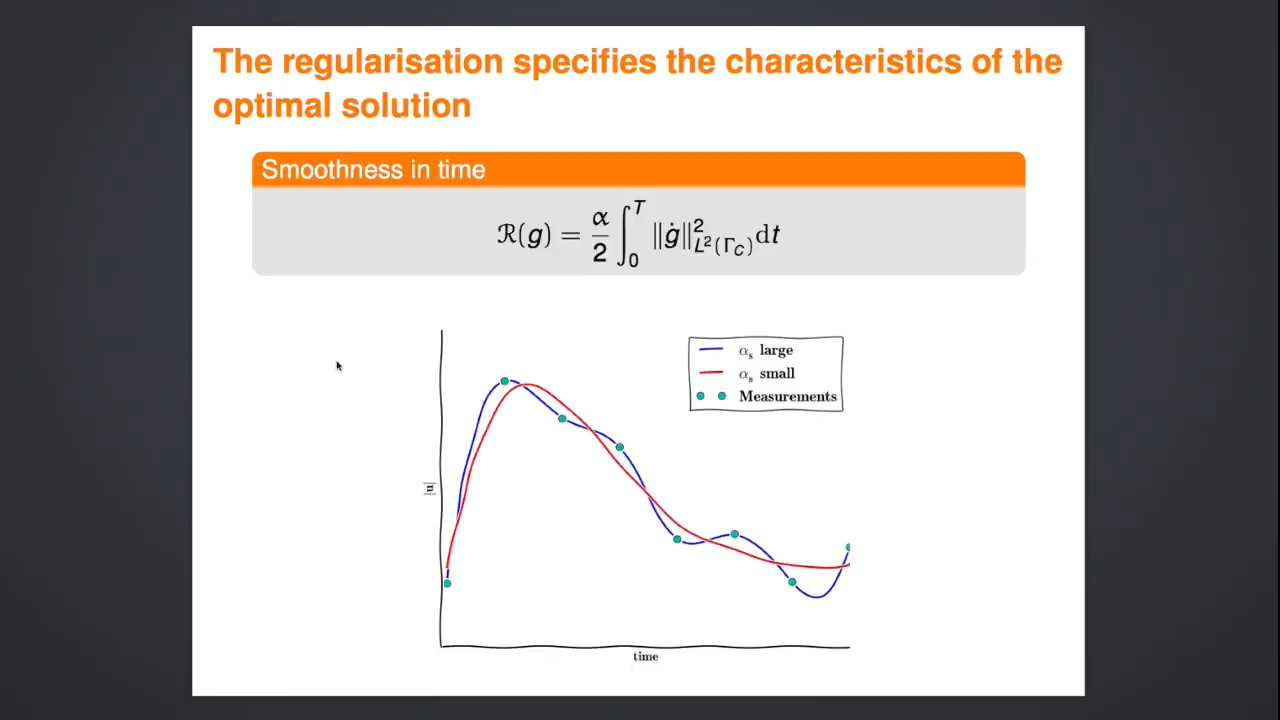 The regularisation specifies the characteristics of the
optimal solution
Smoothness in time
ℛ(g) = α/2 ∫₀ᵀ ‖ġ‖²_{L²(Γ_C)} dt
α_s large
α_s small
Measurements
|u|
time